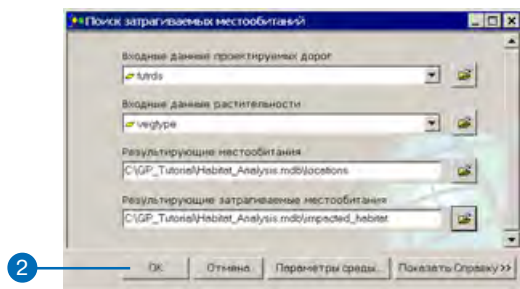 Поиск затрагиваемых местообитаний
Входные данные проектируемых дорог
futrds
Входные данные растительности
vegtype
Результирующие местообитания
C:\GP_Tutorial\Habitat_Analysis.mdb\locations
Результирующие затрагиваемые местообитания
C:\GP_Tutorial\Habitat_Analysis.mdb\impacted_habitat
2
OK
Отмена
Параметры среды...
Показать Справку >>